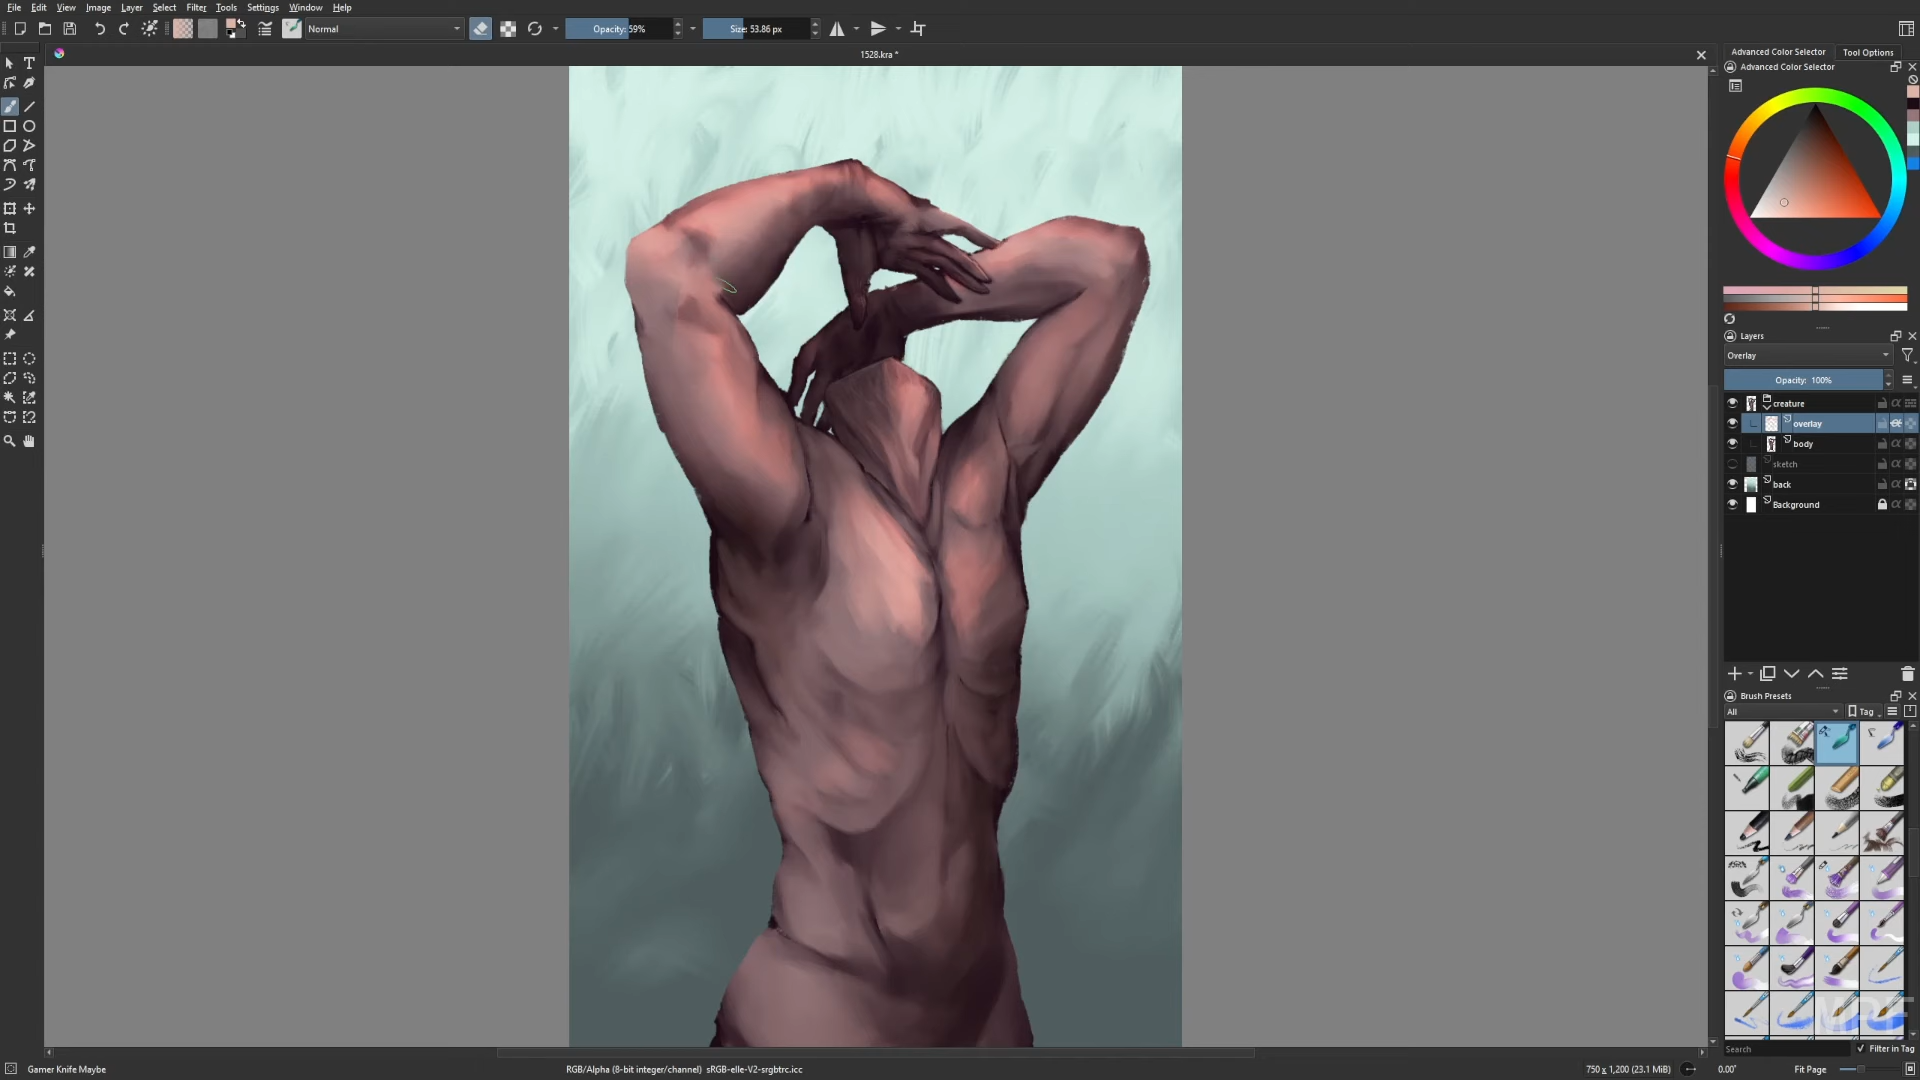 File Edit View Image Layer Select Filter Tools Settings Window Help
Normal
Opacity: 59%
Size: 53.86 px
1528.kra *
Advanced Color Selector
Tool Options
Advanced Color Selector
Layers
Overlay
Opacity: 100%
creature
overlay
body
sketch
back
Background
Brush Presets
All
Tag
Search
Filter in Tag
Gamer Knife Maybe
RGB/Alpha (8-bit integer/channel) sRGB-elle-V2-srgbtrc.icc
750 x 1,200 (23.1 MiB)
0.00°
Fit Page